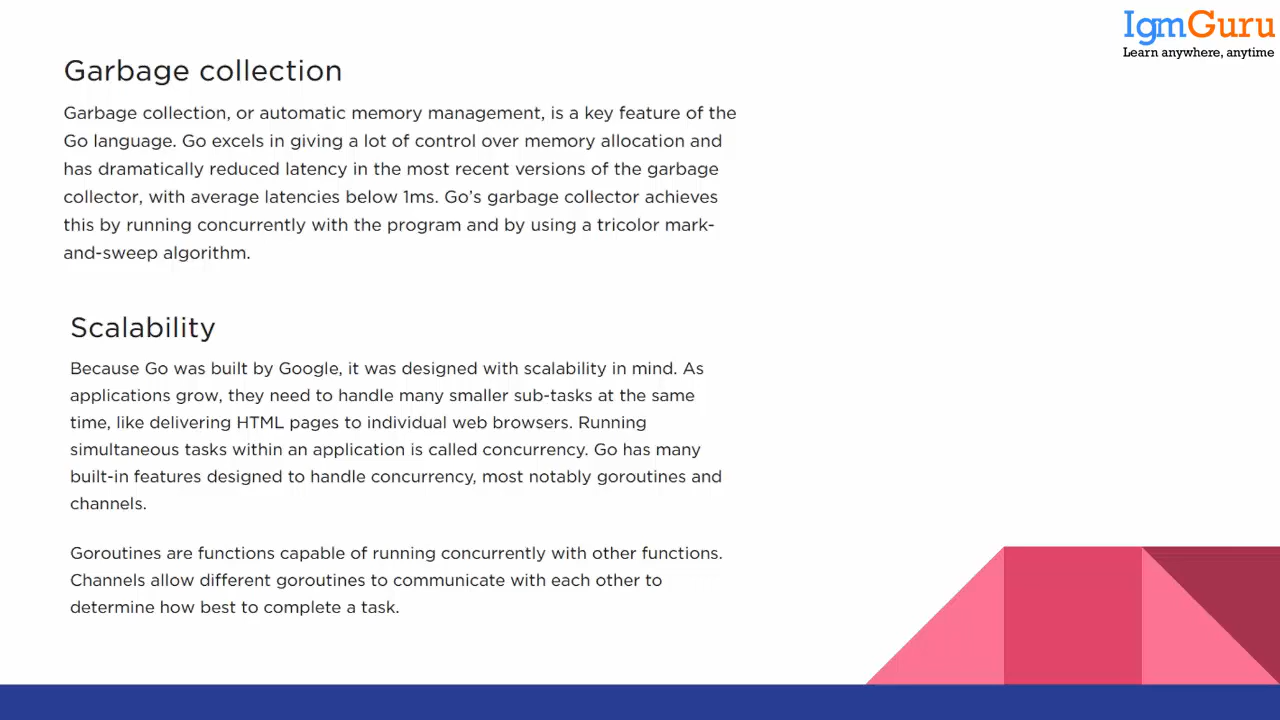 IgmGuru
Learn anywhere, anytime
Garbage collection
Garbage collection, or automatic memory management, is a key feature of the
Go language. Go excels in giving a lot of control over memory allocation and
has dramatically reduced latency in the most recent versions of the garbage
collector, with average latencies below 1ms. Go’s garbage collector achieves
this by running concurrently with the program and by using a tricolor mark-
and-sweep algorithm.
Scalability
Because Go was built by Google, it was designed with scalability in mind. As
applications grow, they need to handle many smaller sub-tasks at the same
time, like delivering HTML pages to individual web browsers. Running
simultaneous tasks within an application is called concurrency. Go has many
built-in features designed to handle concurrency, most notably goroutines and
channels.
Goroutines are functions capable of running concurrently with other functions.
Channels allow different goroutines to communicate with each other to
determine how best to complete a task.